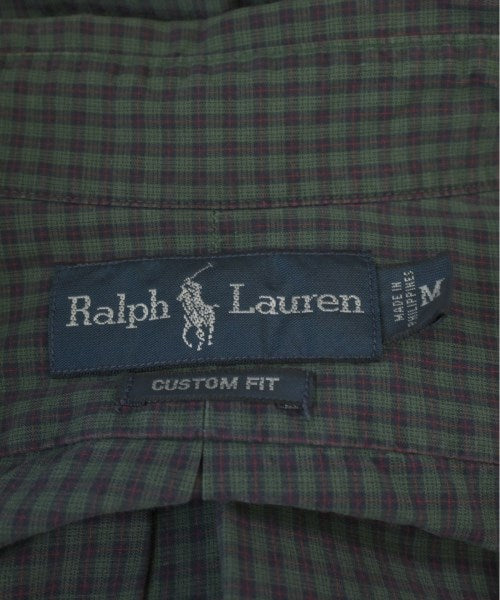 Ralph Lauren
CUSTOM FIT
MADE IN
PHILIPPINES
M